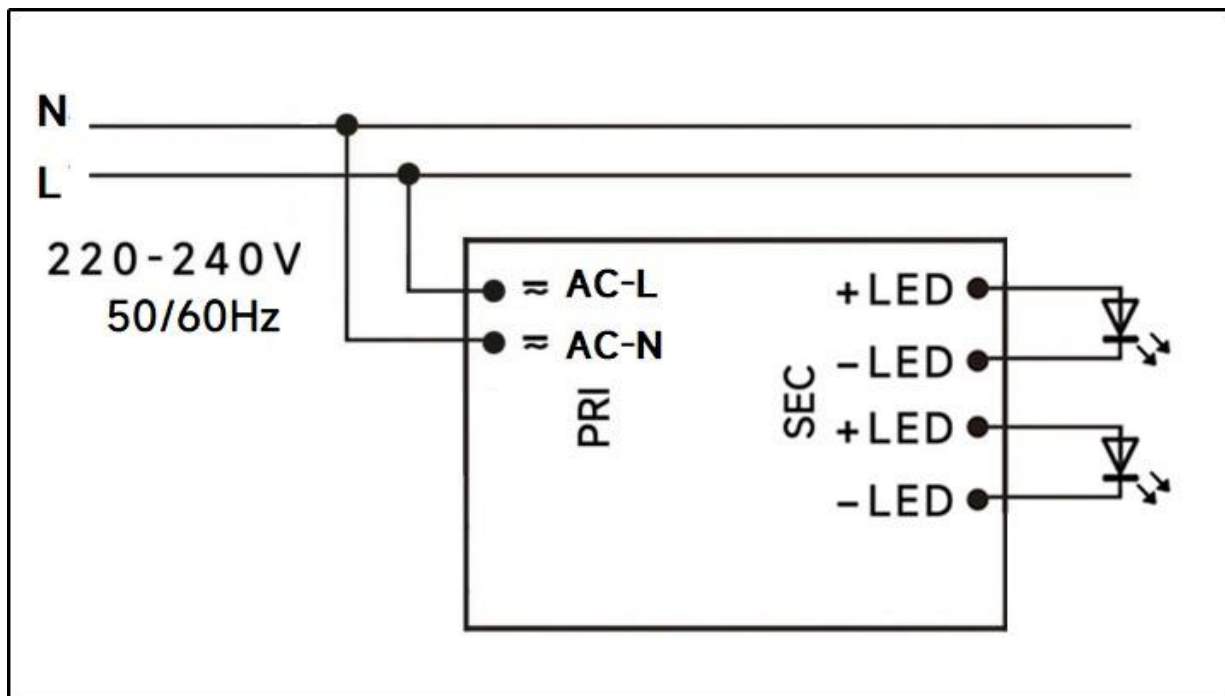 N
L
220-240V
50/60Hz
≂ AC-L
≂ AC-N
PRI
SEC
+LED
-LED
+LED
-LED